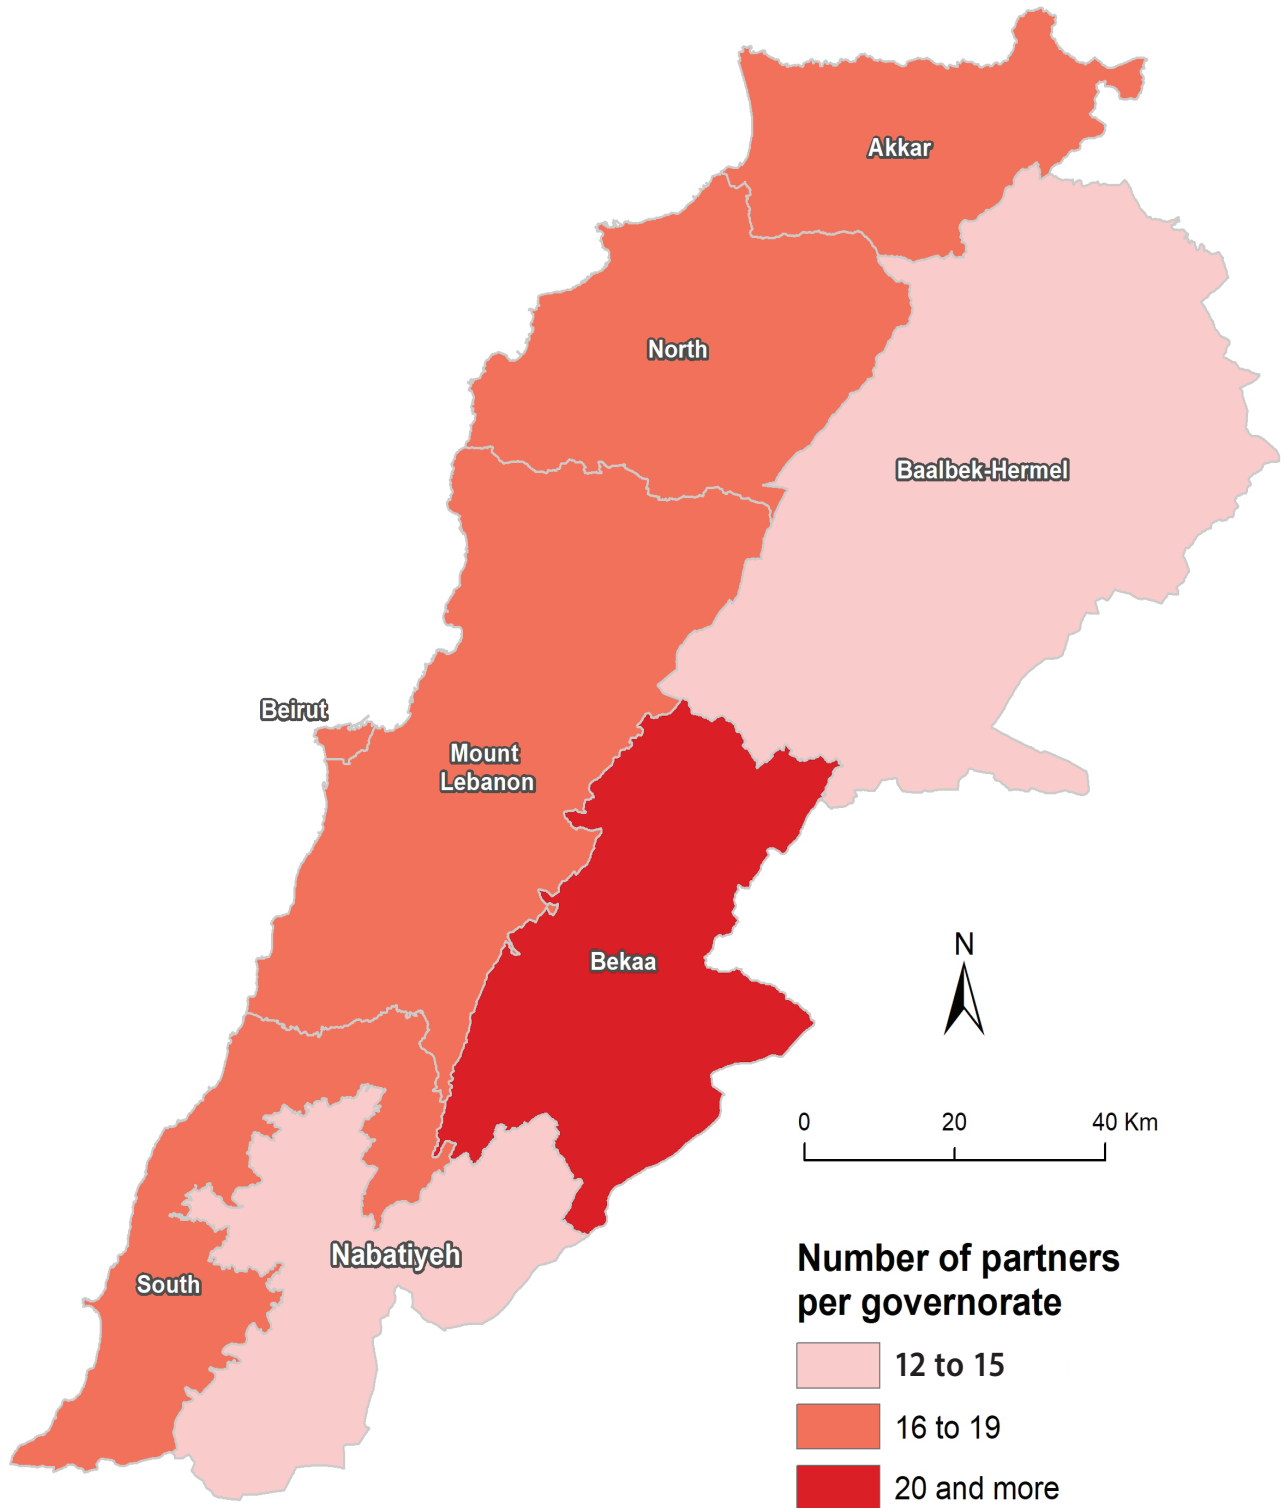 Akkar
North
Baalbek-Hermel
Beirut
Mount
Lebanon
Bekaa
N
0 20 40 Km
Nabatiyeh
South
Number of partners
per governorate
12 to 15
16 to 19
20 and more